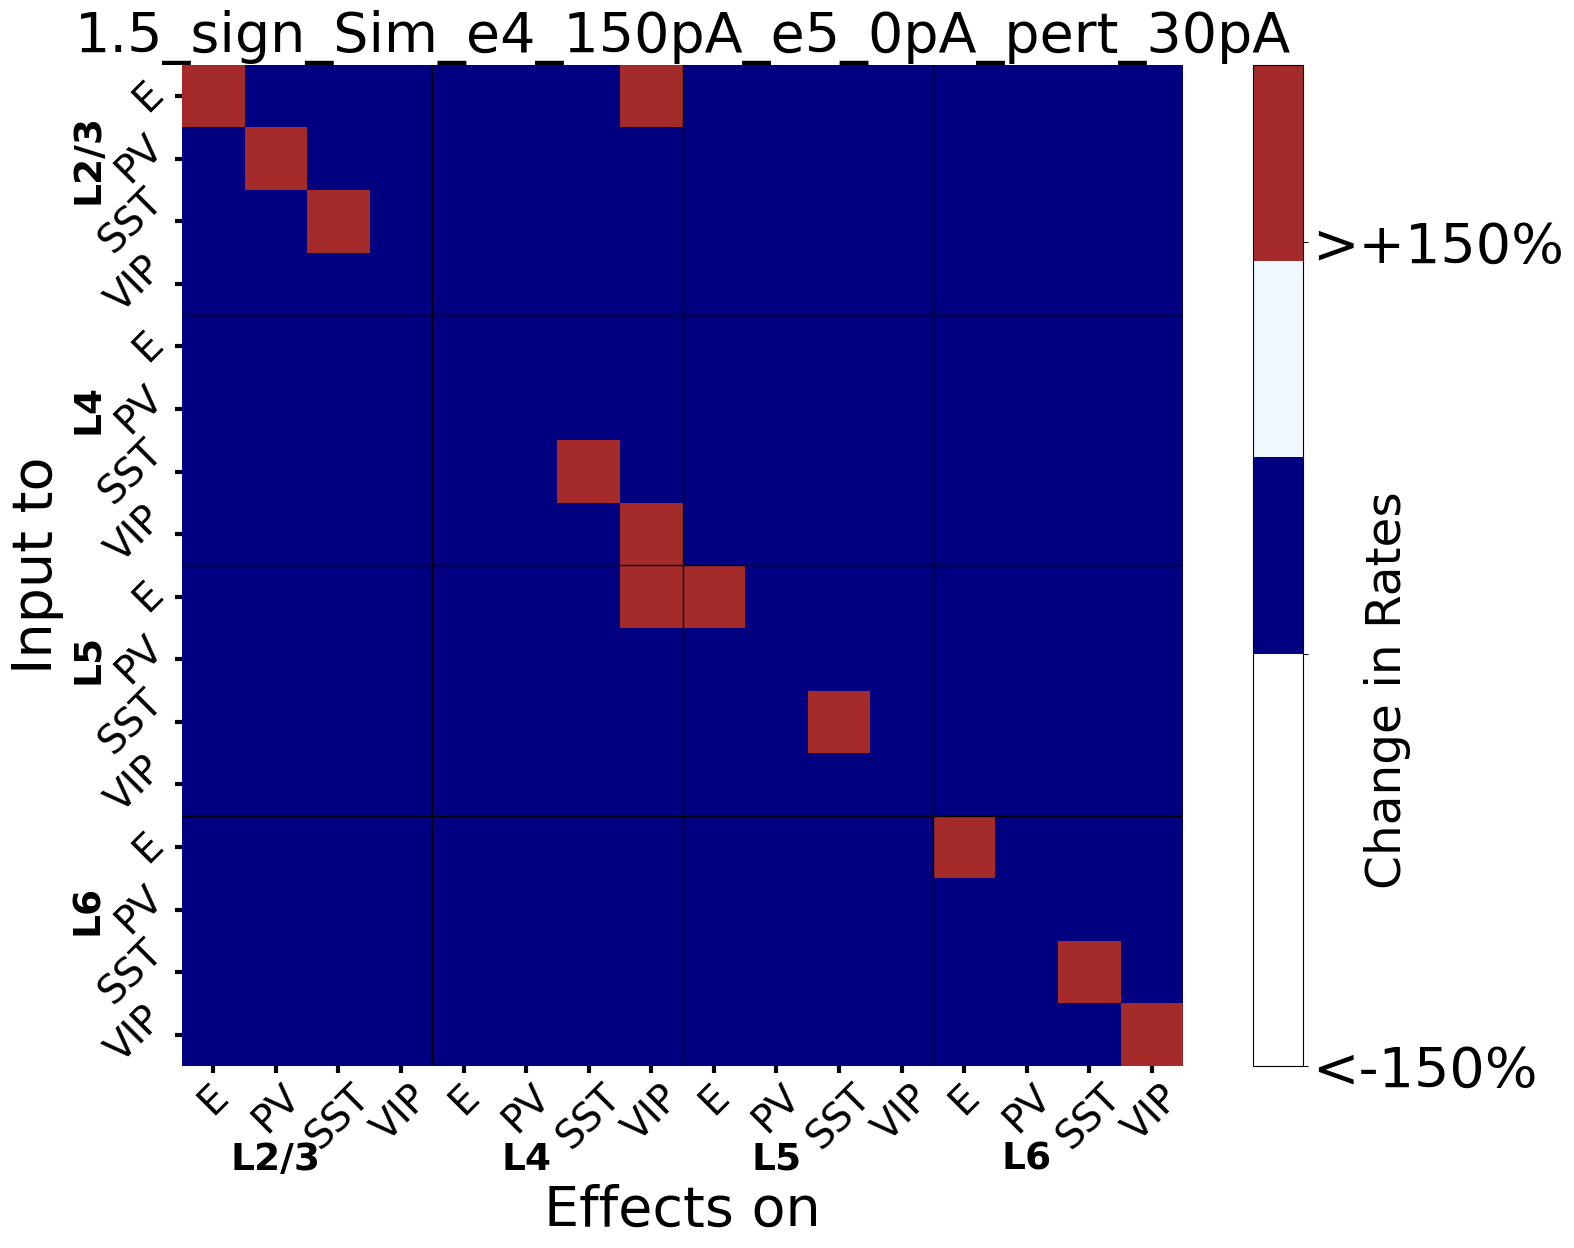 1.5_sign_Sim_e4_150pA_e5_0pA_pert_30pA
Input to
L2/3
E
PV
SST
VIP
L4
E
PV
SST
VIP
L5
E
PV
SST
VIP
L6
E
PV
SST
VIP
E
PV
SST
VIP
E
PV
SST
VIP
E
PV
SST
VIP
E
PV
SST
VIP
L2/3
L4
L5
L6
Effects on
>+150%
<-150%
Change in Rates